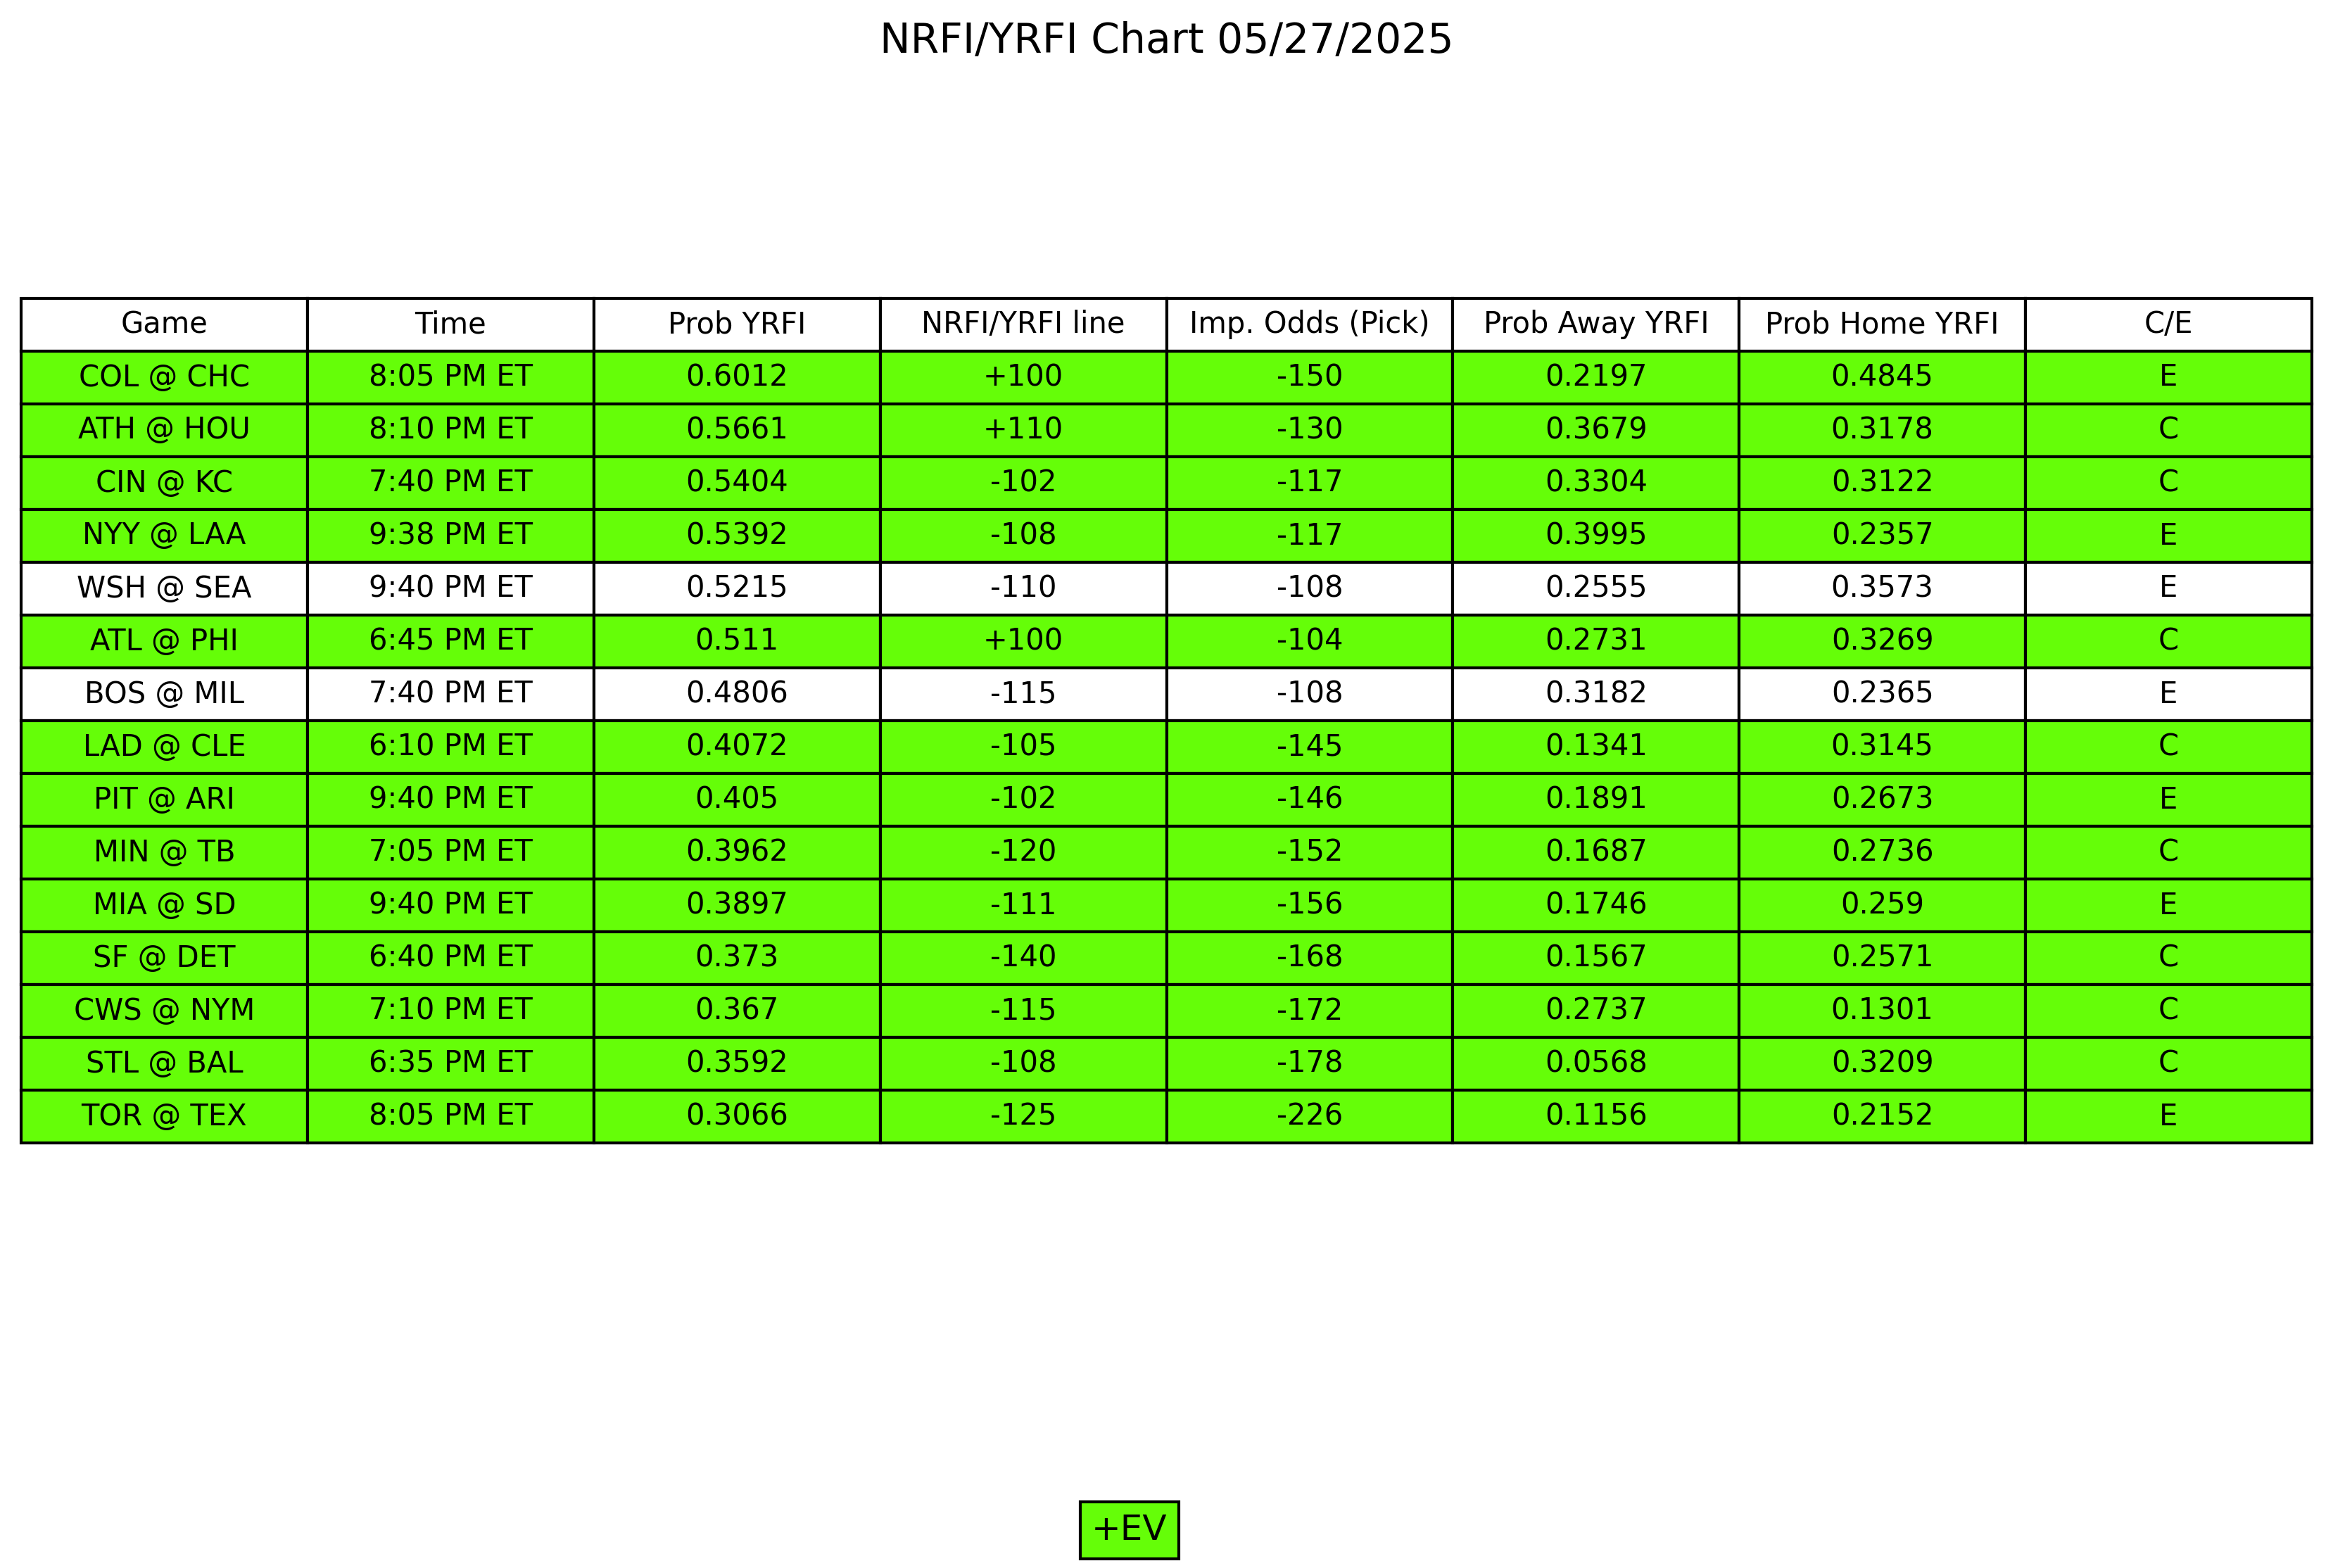 NRFI/YRFI Chart 05/27/2025
Game Time Prob YRFI NRFI/YRFI line Imp. Odds (Pick) Prob Away YRFI Prob Home YRFI C/E
COL @ CHC 8:05 PM ET 0.6012 +100 -150 0.2197 0.4845 E
ATH @ HOU 8:10 PM ET 0.5661 +110 -130 0.3679 0.3178 C
CIN @ KC 7:40 PM ET 0.5404 -102 -117 0.3304 0.3122 C
NYY @ LAA 9:38 PM ET 0.5392 -108 -117 0.3995 0.2357 E
WSH @ SEA 9:40 PM ET 0.5215 -110 -108 0.2555 0.3573 E
ATL @ PHI 6:45 PM ET 0.511 +100 -104 0.2731 0.3269 C
BOS @ MIL 7:40 PM ET 0.4806 -115 -108 0.3182 0.2365 E
LAD @ CLE 6:10 PM ET 0.4072 -105 -145 0.1341 0.3145 C
PIT @ ARI 9:40 PM ET 0.405 -102 -146 0.1891 0.2673 E
MIN @ TB 7:05 PM ET 0.3962 -120 -152 0.1687 0.2736 C
MIA @ SD 9:40 PM ET 0.3897 -111 -156 0.1746 0.259 E
SF @ DET 6:40 PM ET 0.373 -140 -168 0.1567 0.2571 C
CWS @ NYM 7:10 PM ET 0.367 -115 -172 0.2737 0.1301 C
STL @ BAL 6:35 PM ET 0.3592 -108 -178 0.0568 0.3209 C
TOR @ TEX 8:05 PM ET 0.3066 -125 -226 0.1156 0.2152 E
+EV